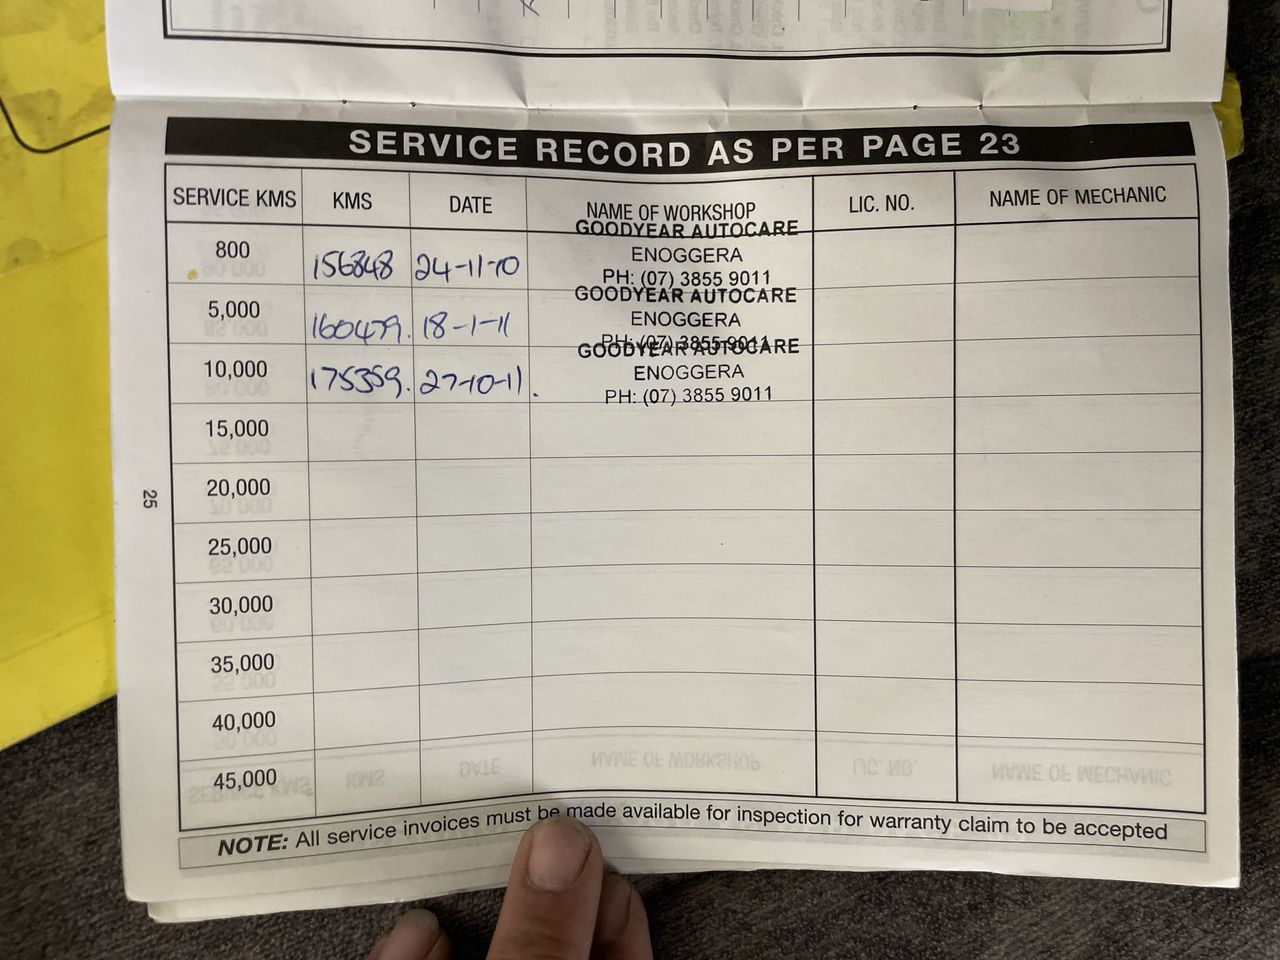 SERVICE RECORD AS PER PAGE 23
SERVICE KMS KMS DATE NAME OF WORKSHOP LIC. NO. NAME OF MECHANIC
800 156848 24-11-10 GOODYEAR AUTOCARE
ENOGGERA
PH: (07) 3855 9011
5,000 160479. 18-1-11 GOODYEAR AUTOCARE
ENOGGERA
PH: (07) 3855 9011
10,000 175359. 27-10-11. GOODYEAR AUTOCARE
ENOGGERA
PH: (07) 3855 9011
15,000
20,000
25,000
30,000
35,000
40,000
45,000
NOTE: All service invoices must be made available for inspection for warranty claim to be accepted
25